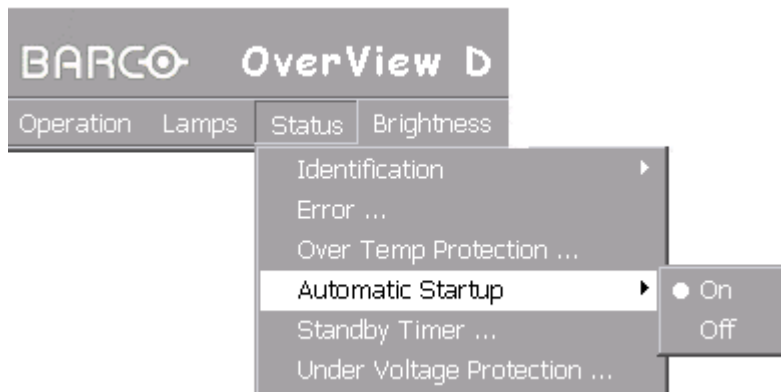 BARCO OverView D
Operation Lamps Status Brightness
Identification
Error ...
Over Temp Protection ...
Automatic Startup
On
Off
Standby Timer ...
Under Voltage Protection ...